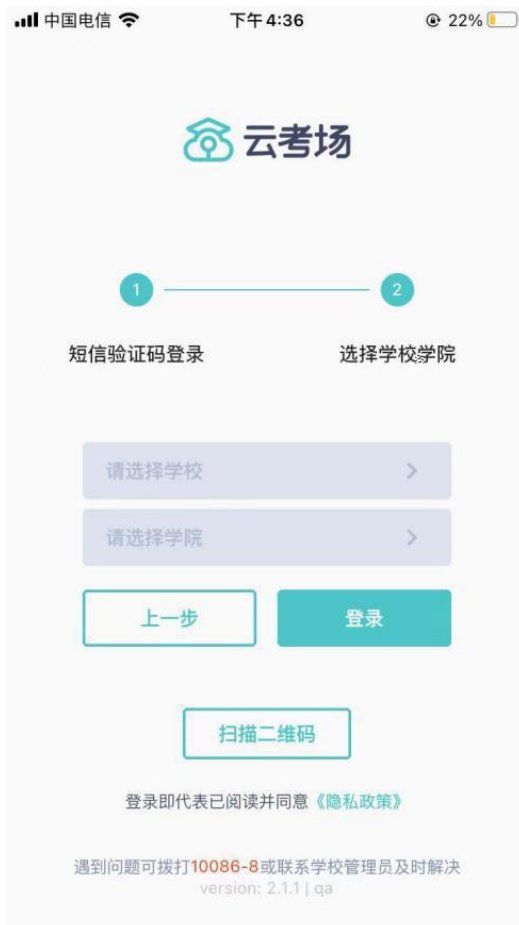 中国电信 下午4:36 22%
云考场
1 2
短信验证码登录 选择学校学院
请选择学校
请选择学院
上一步 登录
扫描二维码
登录即代表已阅读并同意《隐私政策》
遇到问题可拨打10086-8或联系学校管理员及时解决
version: 2.1.1 | qa